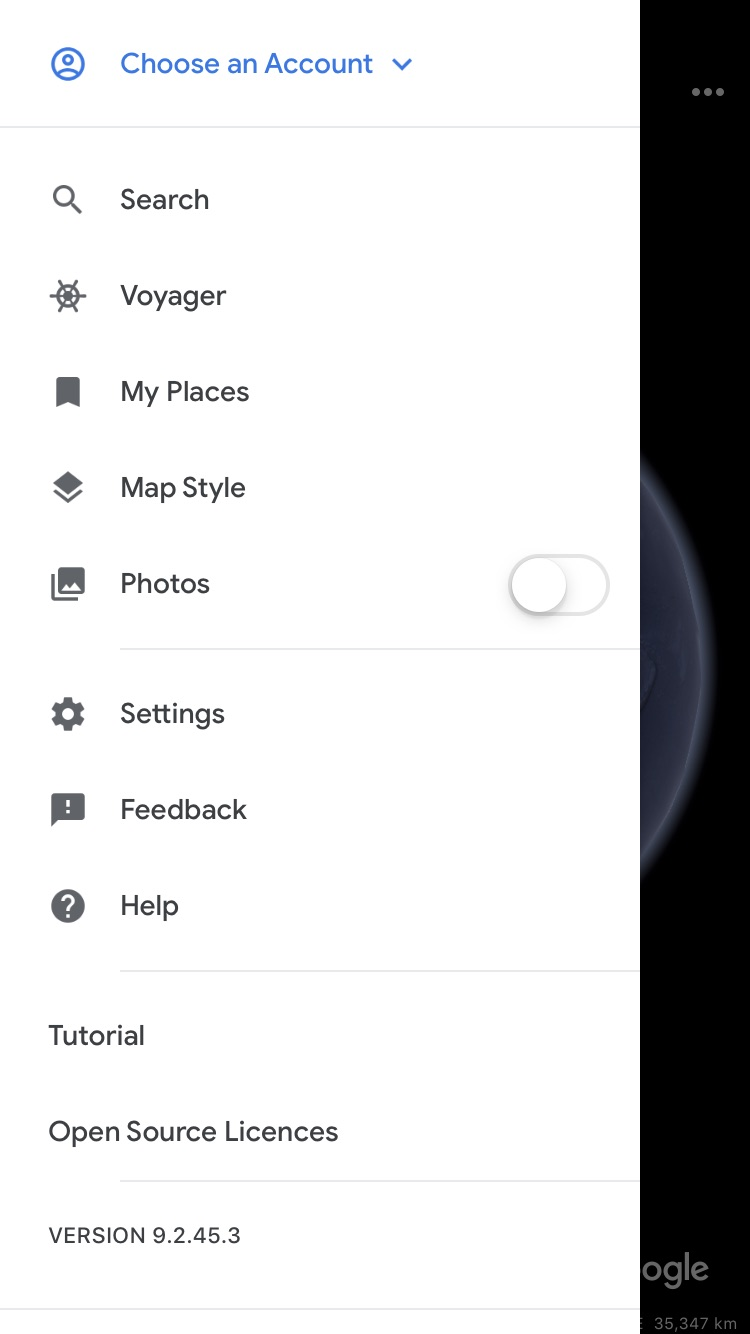 Choose an Account
Search
Voyager
My Places
Map Style
Photos
Settings
Feedback
Help
Tutorial
Open Source Licences
VERSION 9.2.45.3
ogle
35,347 km